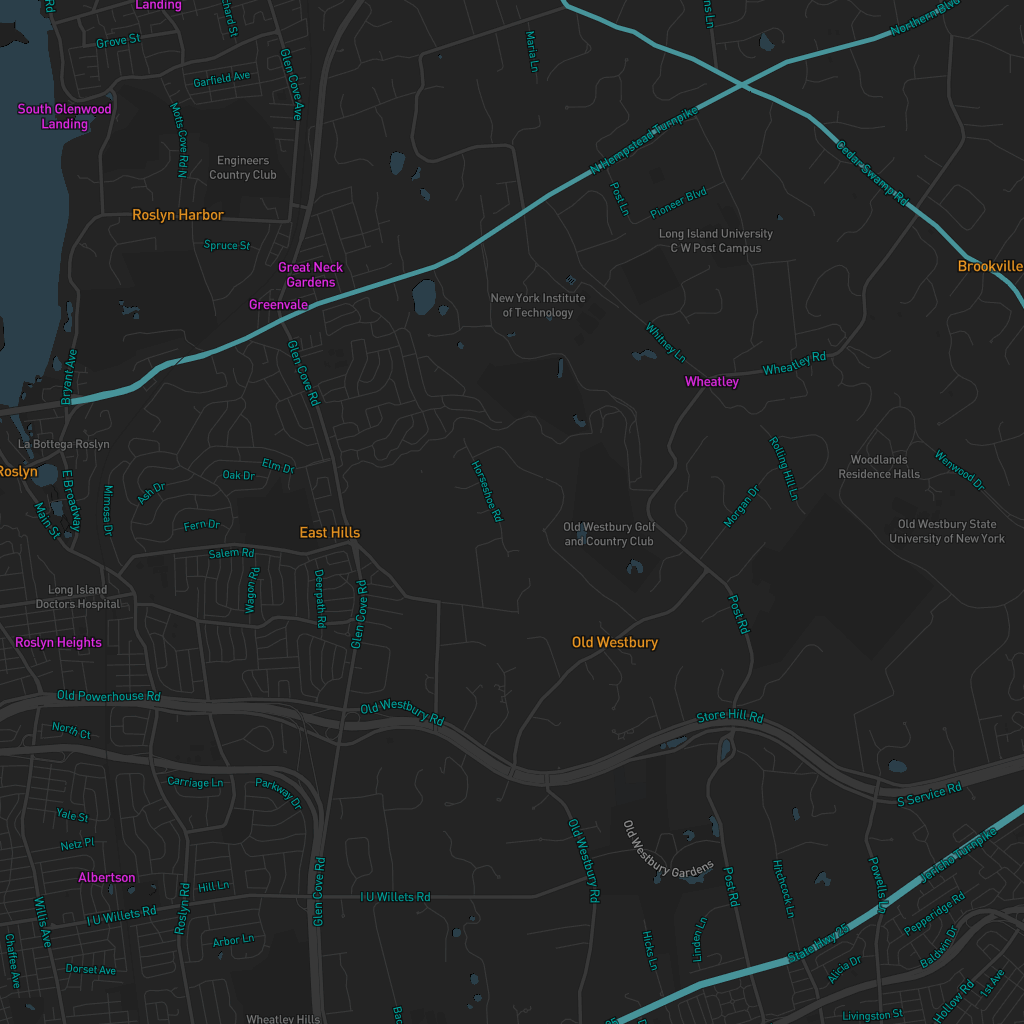 Landing
Grove St
Garfield Ave
Glen Cove Ave
Maria Ln
Northern Blvd
South Glenwood
Landing
Motts Cove Rd N
Engineers
Country Club
N Hempstead Turnpike
Cedar Swamp Rd
Roslyn Harbor
Post Ln
Pioneer Blvd
Spruce St
Long Island University
C W Post Campus
Great Neck
Gardens
Greenvale
Brookville
New York Institute
of Technology
Bryant Ave
Glen Cove Rd
Whitney Ln
Wheatley Rd
Wheatley
La Bottega Roslyn
Roslyn
E Broadway
Main St
Mimosa Dr
Ash Dr
Oak Dr
Elm Dr
Fern Dr
Horseshoe Rd
Rolling Hill Ln
Morgan Dr
Woodlands
Residence Halls
Wenwood Dr
East Hills
Old Westbury Golf
and Country Club
Old Westbury State
University of New York
Salem Rd
Wagon Rd
Deerpath Rd
Glen Cove Rd
Long Island
Doctors Hospital
Post Rd
Roslyn Heights
Old Westbury
Old Powerhouse Rd
Old Westbury Rd
Store Hill Rd
North Ct
Carriage Ln
Parkway Dr
S Service Rd
Yale St
Netz Pl
Old Westbury Rd
Old Westbury Gardens
Jericho Turnpike
Albertson
Hill Ln
Glen Cove Rd
I U Willets Rd
Post Rd
Hitchcock Ln
Powells Ln
Willis Ave
I U Willets Rd
Roslyn Rd
Pepperidge Rd
Chaffee Ave
Arbor Ln
Hicks Ln
Linden Ln
State Hwy 25
Alicia Dr
Baldwin Dr
Dorset Ave
Hollow Rd
1st Ave
Wheatley Hills
Livingston St